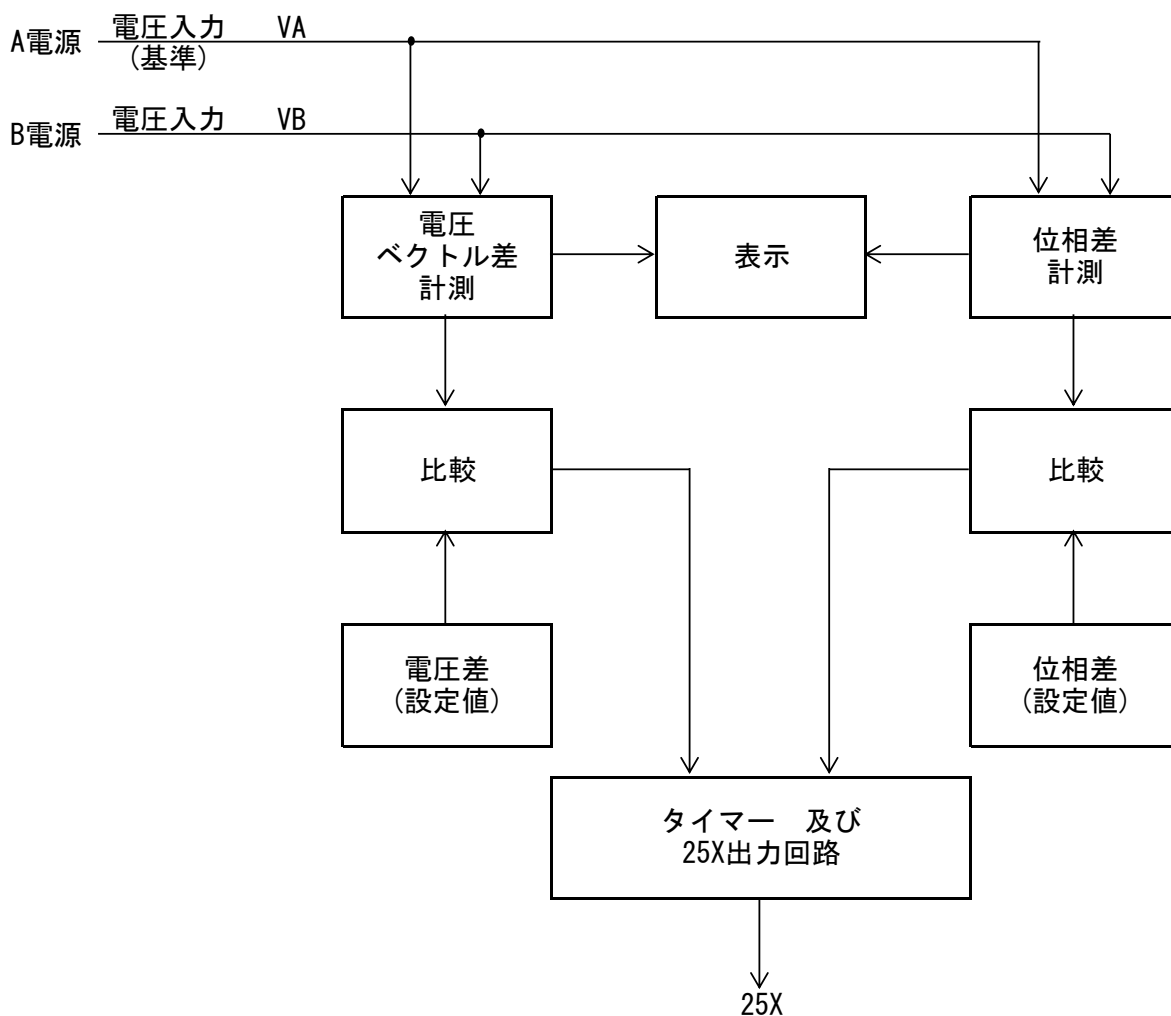 A電源 電圧入力 VA
(基準)
B電源 電圧入力 VB
電圧
ベクトル差
計測
表示
位相差
計測
比較
比較
電圧差
(設定値)
位相差
(設定値)
タイマー 及び
25X出力回路
25X